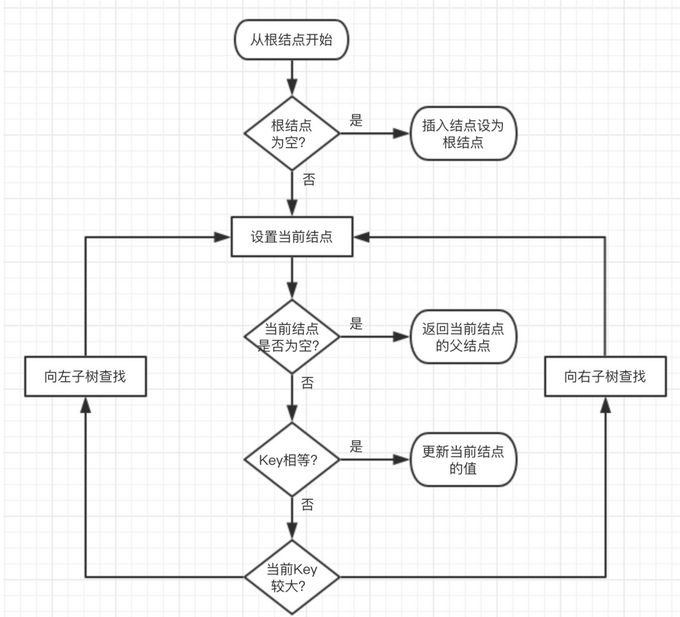 从根结点开始
根结点
为空?
是
插入结点设为
根结点
否
设置当前结点
当前结点
是否为空?
是
返回当前结点
的父结点
向左子树查找
向右子树查找
否
Key相等?
是
更新当前结点
的值
否
当前Key
较大?